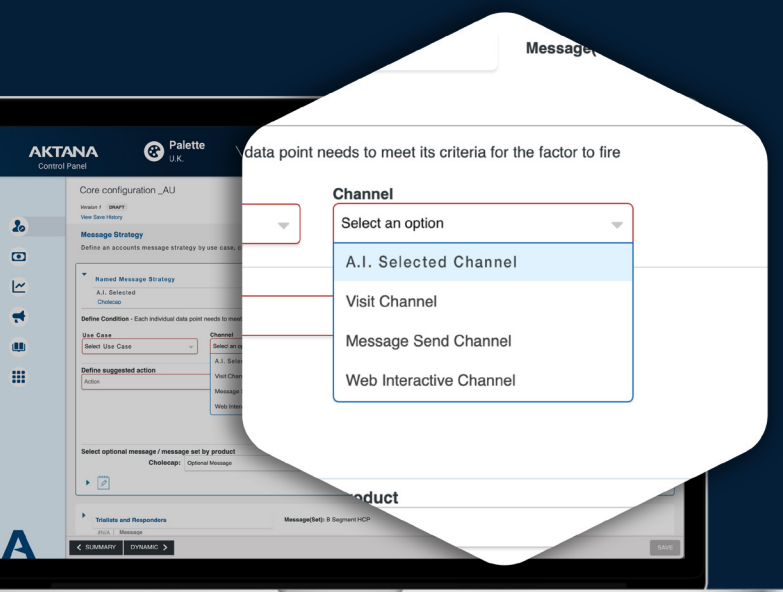 Message(
AKTANA
Control Panel
Palette
U.K.
data point needs to meet its criteria for the factor to fire
Channel
Select an option
A.I. Selected Channel
Visit Channel
Message Send Channel
Web Interactive Channel
Core configuration _AU
Version 1 DRAFT
View Save History
Message Strategy
Define an accounts message strategy by use case,
Named Message Strategy
A.I. Selected
Cholecap
Define Condition - Each individual data point needs to meet
Use Case
Channel
Select Use Case
Select an op
A.I. Selec
Define suggested action
Action
Visit Chan
Message
Web Inter
Select optional message / message set by product
Cholecap: Optional Message
oduct
Trialists and Responders
Message(Set): B Segment HCP
#N/A Message
SUMMARY
DYNAMIC
SAVE